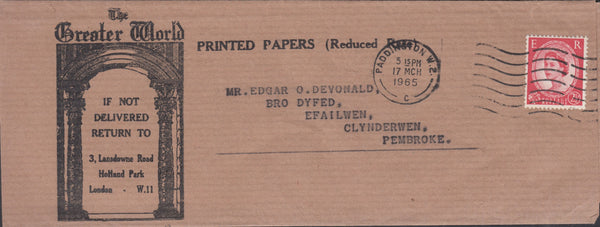 The
Greater World
IF NOT
DELIVERED
RETURN TO
3, Lansdowne Road
Holland Park
London - W.11
PRINTED PAPERS (Reduced
PADDINGTON W.2.
5 15PM
17 MCH
1965
C
MR. EDGAR O. DEVONALD,
BRO DYFED,
EFAILWEN,
CLYNDERWEN,
PEMBROKE.
E R